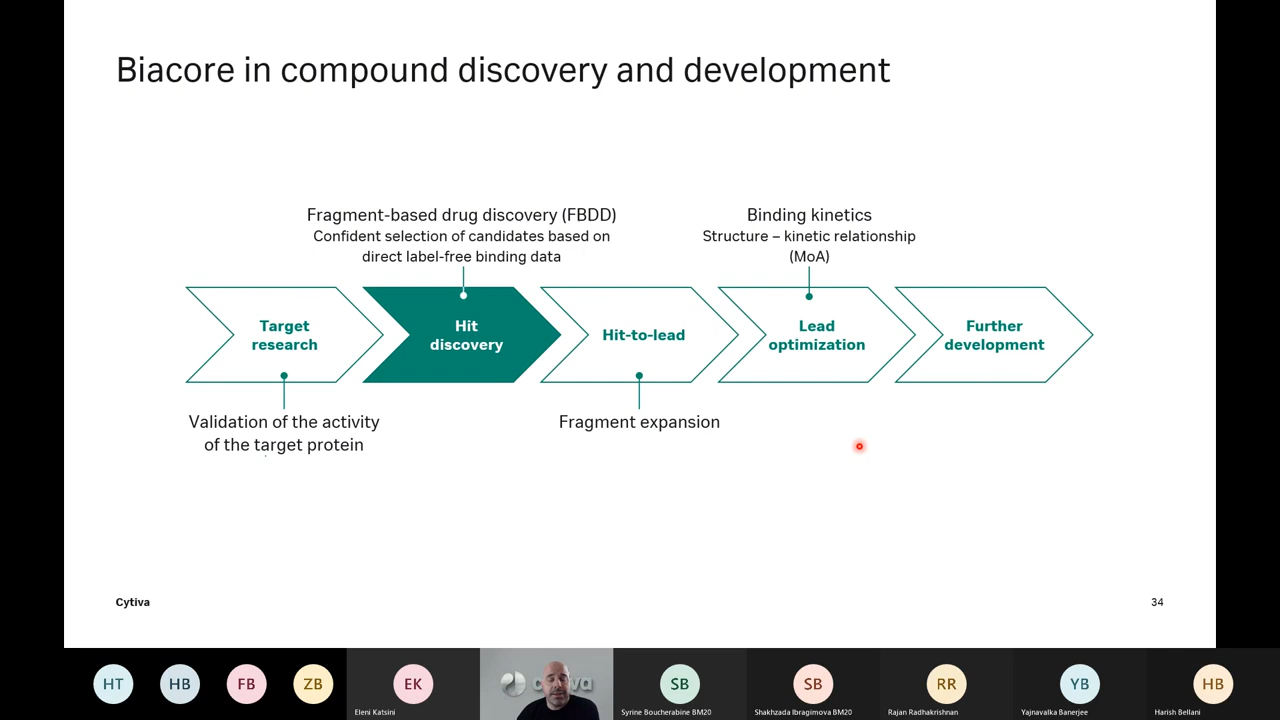 Biacore in compound discovery and development
Fragment-based drug discovery (FBDD)
Confident selection of candidates based on
direct label-free binding data
Binding kinetics
Structure – kinetic relationship
(MoA)
Target
research
Hit
discovery
Hit-to-lead
Lead
optimization
Further
development
Validation of the activity
of the target protein
Fragment expansion
Cytiva
34
HT
HB
FB
ZB
EK
SB
SB
RR
YB
HB
Eleni Katsini
Syrine Boucherabine BM20
Shakhzada Ibragimova BM20
Rajan Radhakrishnan
Yajnavalka Banerjee
Harish Bellani